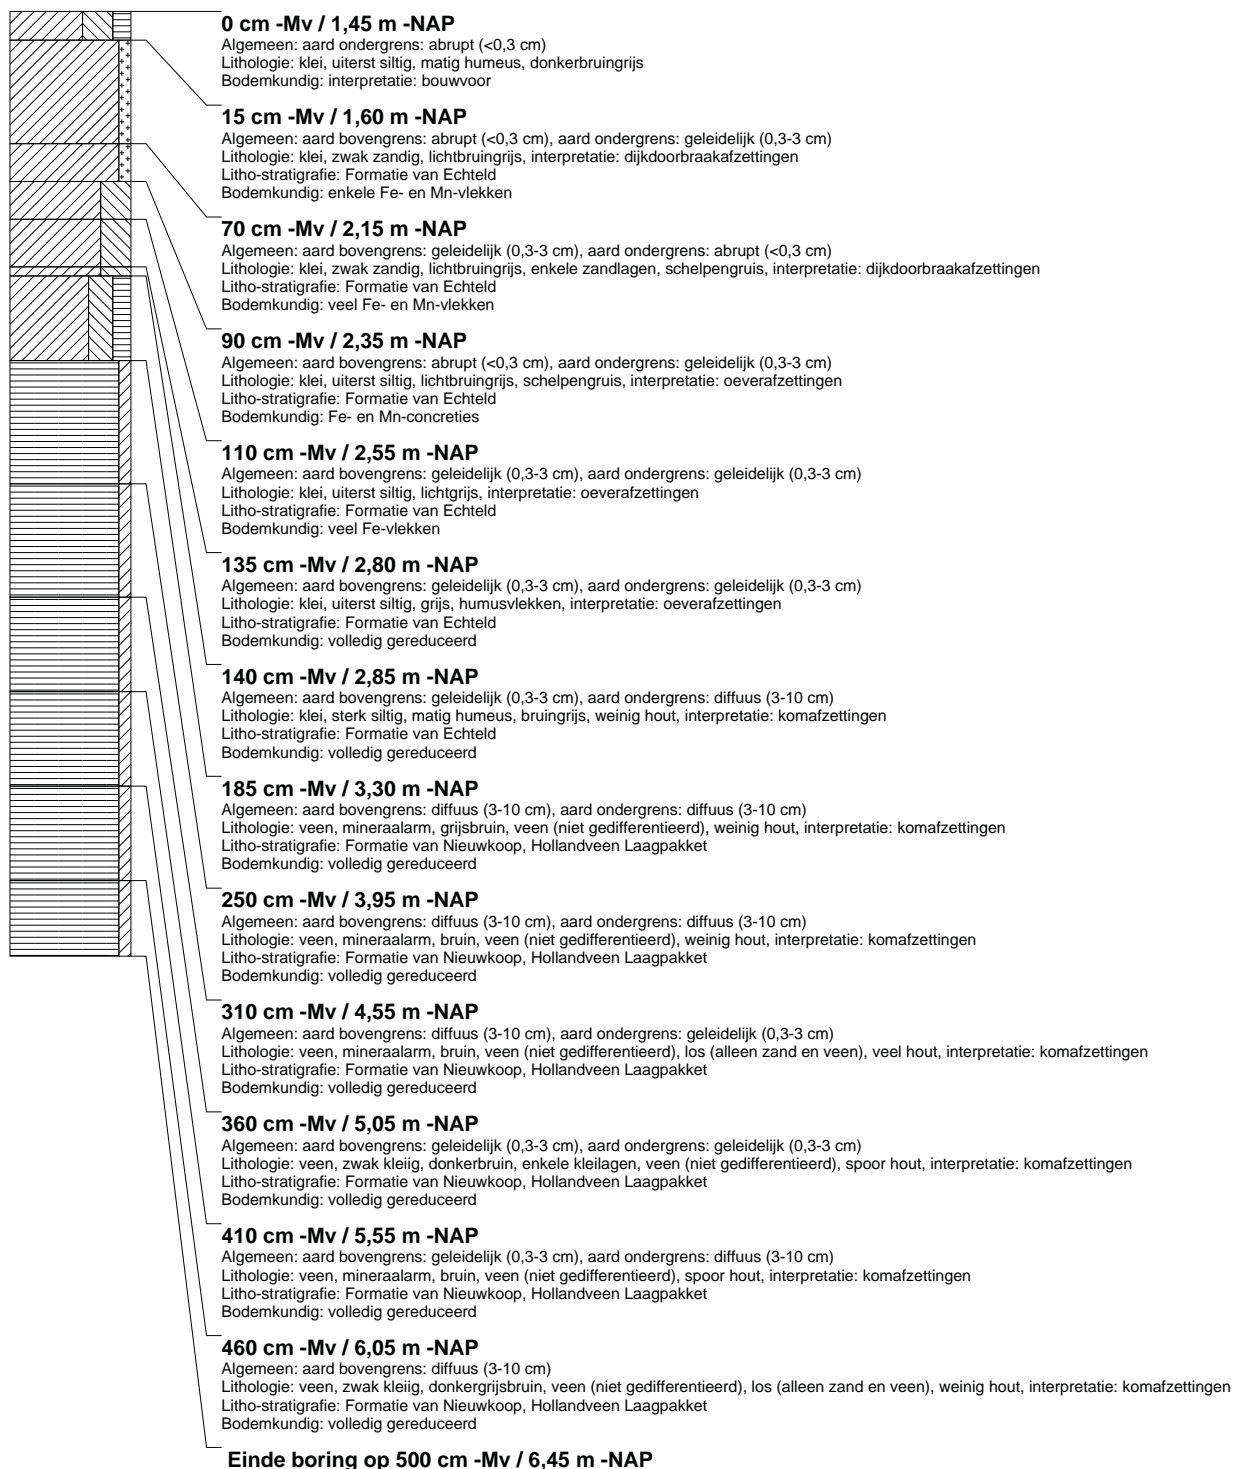 0 cm -Mv / 1,45 m -NAP
Algemeen: aard ondergrens: abrupt (<0,3 cm)
Lithologie: klei, uiterst siltig, matig humeus, donkerbruingrijs
Bodemkundig: interpretatie: bouwvoor
15 cm -Mv / 1,60 m -NAP
Algemeen: aard bovengrens: abrupt (<0,3 cm), aard ondergrens: geleidelijk (0,3-3 cm)
Lithologie: klei, zwak zandig, lichtbruingrijs, interpretatie: dijkdoorbraakafzettingen
Litho-stratigrafie: Formatie van Echteld
Bodemkundig: enkele Fe- en Mn-vlekken
70 cm -Mv / 2,15 m -NAP
Algemeen: aard bovengrens: geleidelijk (0,3-3 cm), aard ondergrens: abrupt (<0,3 cm)
Lithologie: klei, zwak zandig, lichtbruingrijs, enkele zandlagen, schelpengruis, interpretatie: dijkdoorbraakafzettingen
Litho-stratigrafie: Formatie van Echteld
Bodemkundig: veel Fe- en Mn-vlekken
90 cm -Mv / 2,35 m -NAP
Algemeen: aard bovengrens: abrupt (<0,3 cm), aard ondergrens: geleidelijk (0,3-3 cm)
Lithologie: klei, uiterst siltig, lichtbruingrijs, schelpengruis, interpretatie: oeverafzettingen
Litho-stratigrafie: Formatie van Echteld
Bodemkundig: Fe- en Mn-concreties
110 cm -Mv / 2,55 m -NAP
Algemeen: aard bovengrens: geleidelijk (0,3-3 cm), aard ondergrens: geleidelijk (0,3-3 cm)
Lithologie: klei, uiterst siltig, lichtgrijs, interpretatie: oeverafzettingen
Litho-stratigrafie: Formatie van Echteld
Bodemkundig: veel Fe-vlekken
135 cm -Mv / 2,80 m -NAP
Algemeen: aard bovengrens: geleidelijk (0,3-3 cm), aard ondergrens: geleidelijk (0,3-3 cm)
Lithologie: klei, uiterst siltig, grijs, humusvlekken, interpretatie: oeverafzettingen
Litho-stratigrafie: Formatie van Echteld
Bodemkundig: volledig gereduceerd
140 cm -Mv / 2,85 m -NAP
Algemeen: aard bovengrens: geleidelijk (0,3-3 cm), aard ondergrens: diffuus (3-10 cm)
Lithologie: klei, sterk siltig, matig humeus, bruingrijs, weinig hout, interpretatie: komafzettingen
Litho-stratigrafie: Formatie van Echteld
Bodemkundig: volledig gereduceerd
185 cm -Mv / 3,30 m -NAP
Algemeen: aard bovengrens: diffuus (3-10 cm), aard ondergrens: diffuus (3-10 cm)
Lithologie: veen, mineraalarm, grijsbruin, veen (niet gedifferentieerd), weinig hout, interpretatie: komafzettingen
Litho-stratigrafie: Formatie van Nieuwkoop, Hollandveen Laagpakket
Bodemkundig: volledig gereduceerd
250 cm -Mv / 3,95 m -NAP
Algemeen: aard bovengrens: diffuus (3-10 cm), aard ondergrens: diffuus (3-10 cm)
Lithologie: veen, mineraalarm, bruin, veen (niet gedifferentieerd), weinig hout, interpretatie: komafzettingen
Litho-stratigrafie: Formatie van Nieuwkoop, Hollandveen Laagpakket
Bodemkundig: volledig gereduceerd
310 cm -Mv / 4,55 m -NAP
Algemeen: aard bovengrens: diffuus (3-10 cm), aard ondergrens: geleidelijk (0,3-3 cm)
Lithologie: veen, mineraalarm, bruin, veen (niet gedifferentieerd), los (alleen zand en veen), veel hout, interpretatie: komafzettingen
Litho-stratigrafie: Formatie van Nieuwkoop, Hollandveen Laagpakket
Bodemkundig: volledig gereduceerd
360 cm -Mv / 5,05 m -NAP
Algemeen: aard bovengrens: geleidelijk (0,3-3 cm), aard ondergrens: geleidelijk (0,3-3 cm)
Lithologie: veen, zwak kleiig, donkerbruin, enkele kleilagen, veen (niet gedifferentieerd), spoor hout, interpretatie: komafzettingen
Litho-stratigrafie: Formatie van Nieuwkoop, Hollandveen Laagpakket
Bodemkundig: volledig gereduceerd
410 cm -Mv / 5,55 m -NAP
Algemeen: aard bovengrens: geleidelijk (0,3-3 cm), aard ondergrens: diffuus (3-10 cm)
Lithologie: veen, mineraalarm, bruin, veen (niet gedifferentieerd), spoor hout, interpretatie: komafzettingen
Litho-stratigrafie: Formatie van Nieuwkoop, Hollandveen Laagpakket
Bodemkundig: volledig gereduceerd
460 cm -Mv / 6,05 m -NAP
Algemeen: aard bovengrens: diffuus (3-10 cm)
Lithologie: veen, zwak kleiig, donkergrijsbruin, veen (niet gedifferentieerd), los (alleen zand en veen), weinig hout, interpretatie: komafzettingen
Litho-stratigrafie: Formatie van Nieuwkoop, Hollandveen Laagpakket
Bodemkundig: volledig gereduceerd
Einde boring op 500 cm -Mv / 6,45 m -NAP